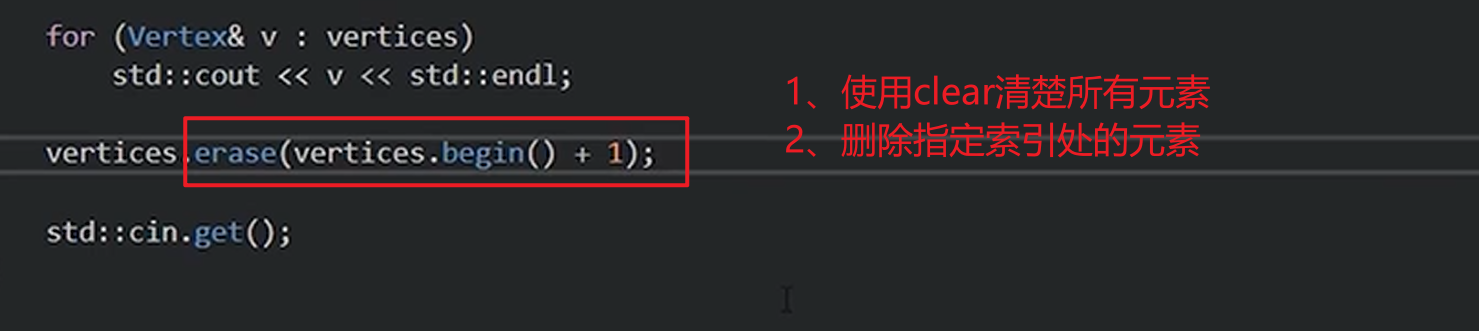 for (Vertex& v : vertices)
std::cout << v << std::endl;
1、使用clear清楚所有元素
2、删除指定索引处的元素
vertices.erase(vertices.begin() + 1);
std::cin.get();